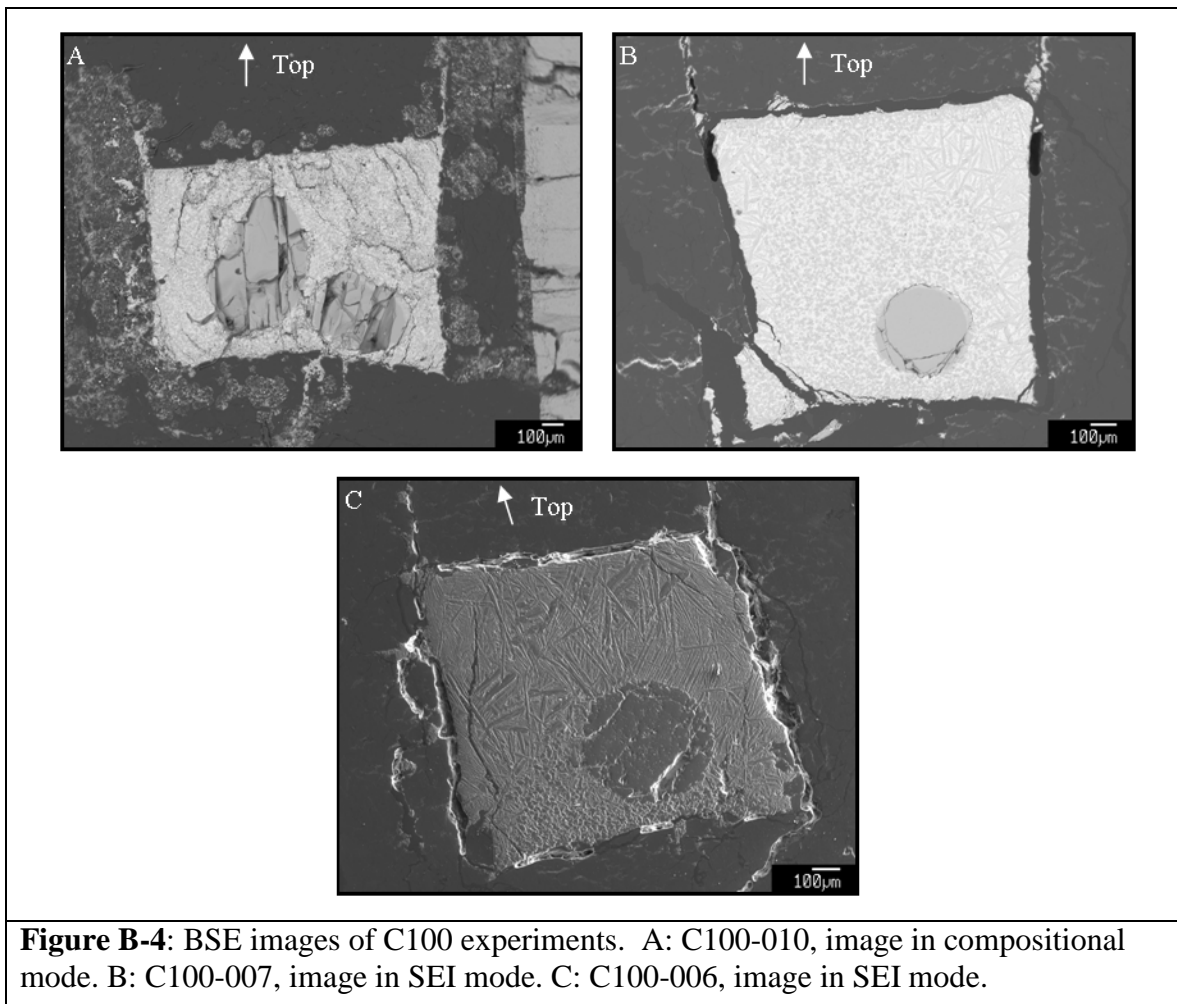 A
Top
100µm
B
Top
100µm
C
Top
100µm
Figure B-4: BSE images of C100 experiments. A: C100-010, image in compositional
mode. B: C100-007, image in SEI mode. C: C100-006, image in SEI mode.